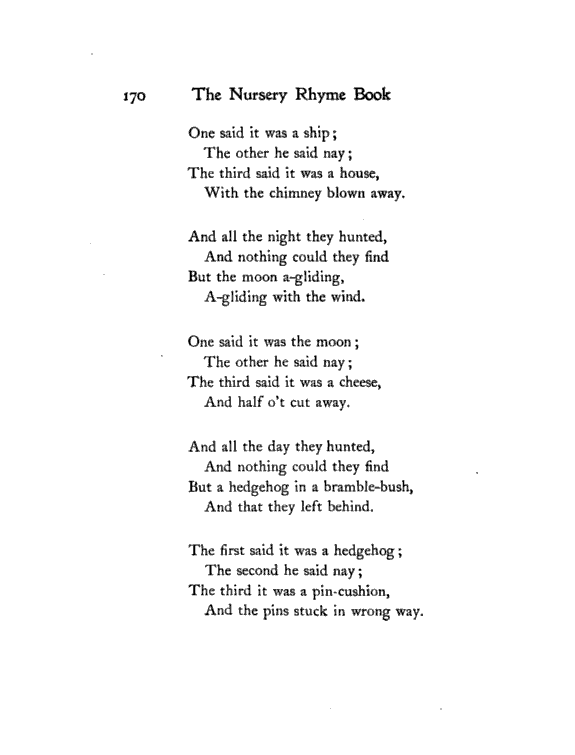 170 The Nursery Rhyme Book
One said it was a ship;
The other he said nay;
The third said it was a house,
With the chimney blown away.
And all the night they hunted,
And nothing could they find
But the moon a-gliding,
A-gliding with the wind.
One said it was the moon;
The other he said nay;
The third said it was a cheese,
And half o't cut away.
And all the day they hunted,
And nothing could they find
But a hedgehog in a bramble-bush,
And that they left behind.
The first said it was a hedgehog;
The second he said nay;
The third it was a pin-cushion,
And the pins stuck in wrong way.